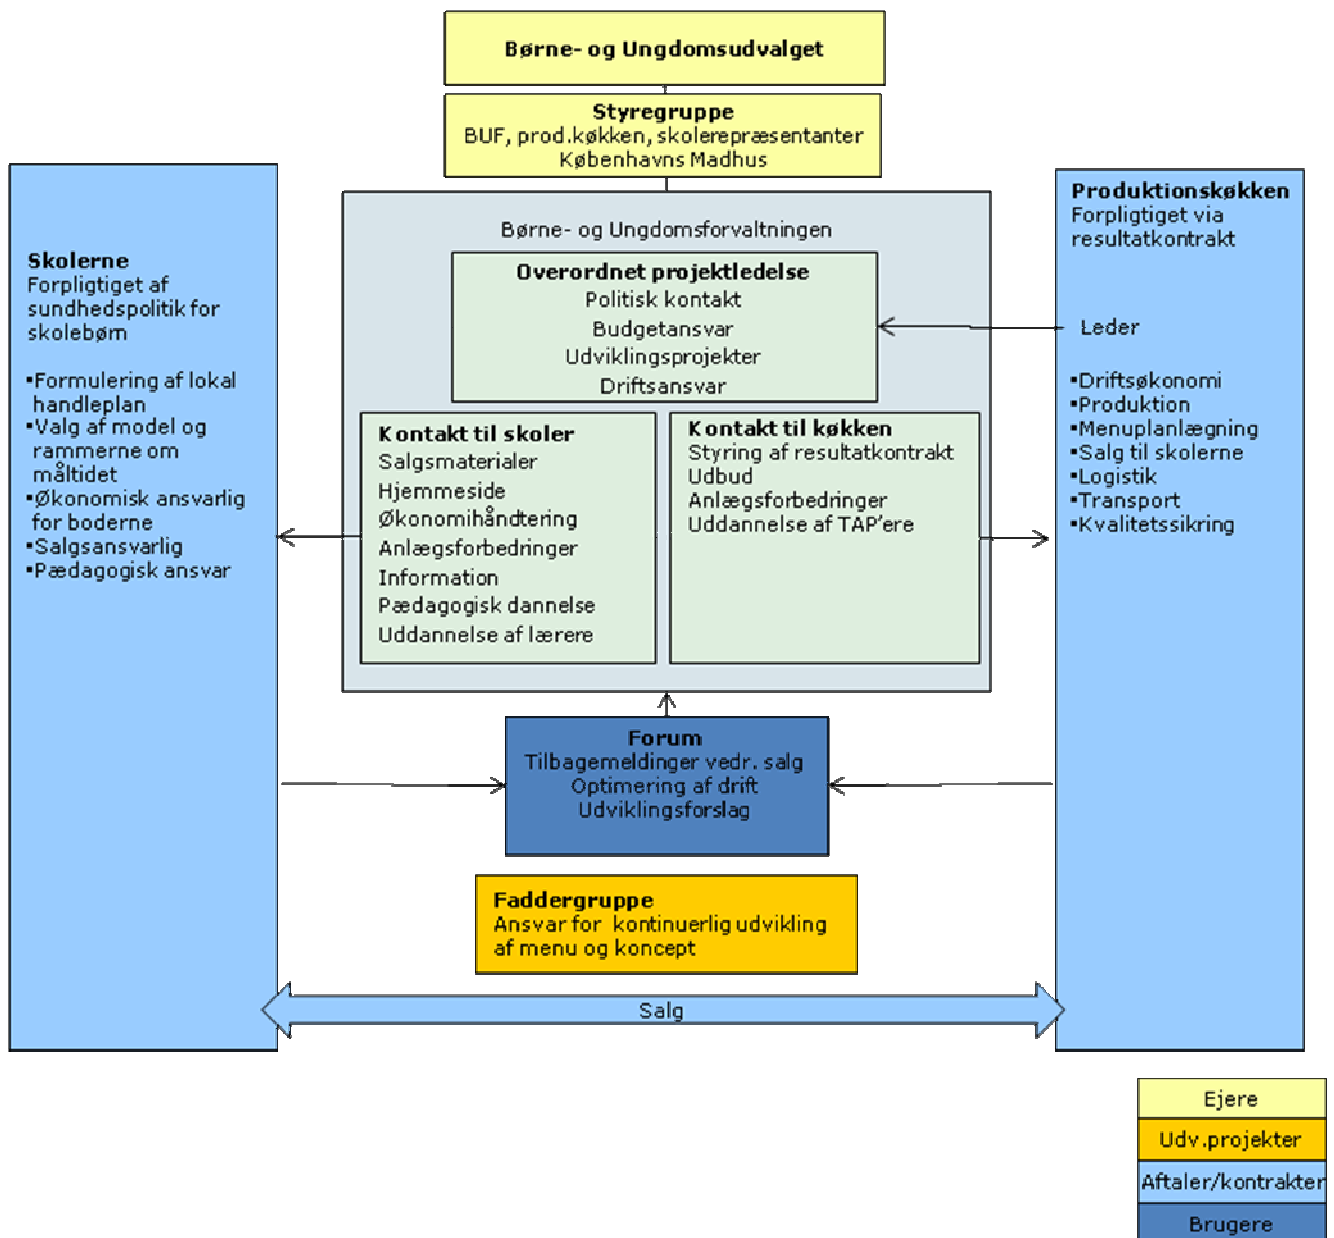 Børne- og Ungdomsudvalget
Styregruppe
BUF, prod.køkken, skolerepræsentanter
Københavns Madhus
Skolerne
Forpligtiget af
sundhedspolitik for
skolebørn
▪Formulering af lokal
handleplan
▪Valg af model og
rammerne om
måltidet
▪Økonomisk ansvarlig
for boderne
▪Salgsansvarlig
▪Pædagogisk ansvar
Børne- og Ungdomsforvaltningen
Overordnet projektledelse
Politisk kontakt
Budgetansvar
Udviklingsprojekter
Driftsansvar
Kontakt til skoler
Salgsmaterialer
Hjemmeside
Økonomihåndtering
Anlægsforbedringer
Information
Pædagogisk dannelse
Uddannelse af lærere
Kontakt til køkken
Styring af resultatkontrakt
Udbud
Anlægsforbedringer
Uddannelse af TAP'ere
Produktionskøkken
Forpligtiget via
resultatkontrakt
Leder
▪Driftsøkonomi
▪Produktion
▪Menuplanlægning
▪Salg til skolerne
▪Logistik
▪Transport
▪Kvalitetssikring
Forum
Tilbagemeldinger vedr. salg
Optimering af drift
Udviklingsforslag
Faddergruppe
Ansvar for kontinuerlig udvikling
af menu og koncept
Salg
Ejere
Udv.projekter
Aftaler/kontrakter
Brugere